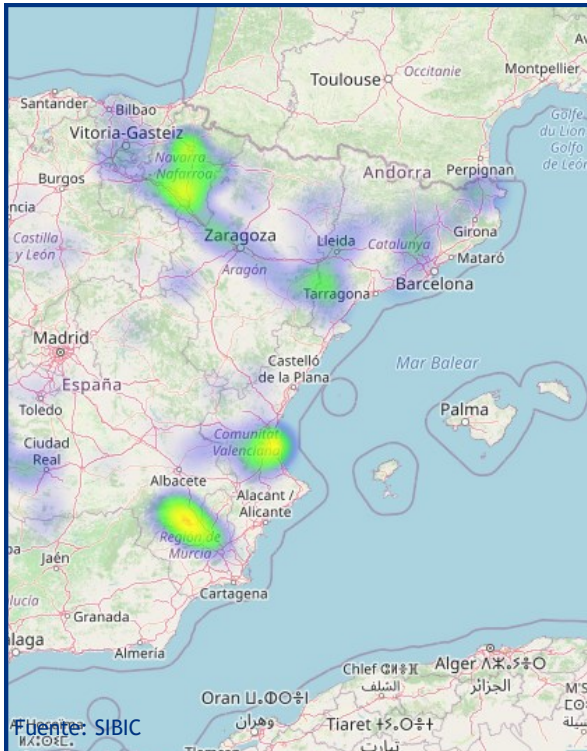 Toulouse
Occitanie
Montpellier
Santander
Bilbao
Golfe
du Lion
Golfo
de León
Vitoria-Gasteiz
Navarra
Nafarroa
Burgos
Andorra
Perpignan
Girona
Castilla
y León
Zaragoza
Lleida
Catalunya
Mataró
Aragón
Tarragona
Barcelona
Madrid
Castelló
de la Plana
Mar Balear
España
Toledo
Palma
Ciudad
Real
Comunitat
Valenciana
Albacete
Alacant /
Alicante
Región de
Murcia
Jaén
Cartagena
Granada
Almería
Alger ⴷⵣⴰⵢⴻⵔ
الجزائر
Chlef
الشلف
Oran
وهران
Tiaret
تيارت
Fuente: SIBIC